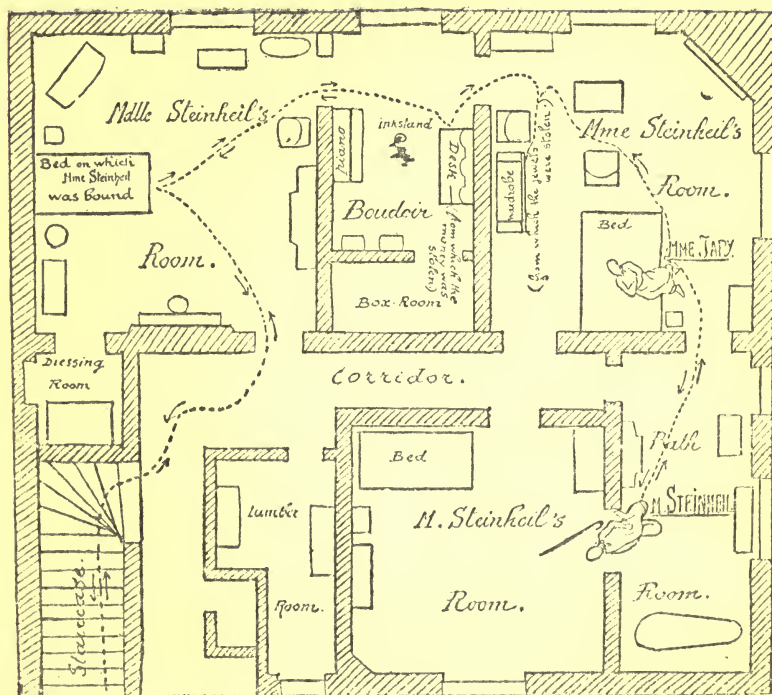 Mdlle Steinheil's
Room.
Bed on which
Mme Steinheil
was bound
piano
inkstand
Desk
(from which the
money was
stolen)
Boudoir
Box-Room
wudrobe
(from which the jewels
were stolen)
Mme Steinheil's
Room.
Bed
MME JAPY.
Dressing
Room
Corridor.
Bath
Room.
M. STEINHEIL
Bed
M. Steinheil's
Room.
Lumber
Room.
Staircase.